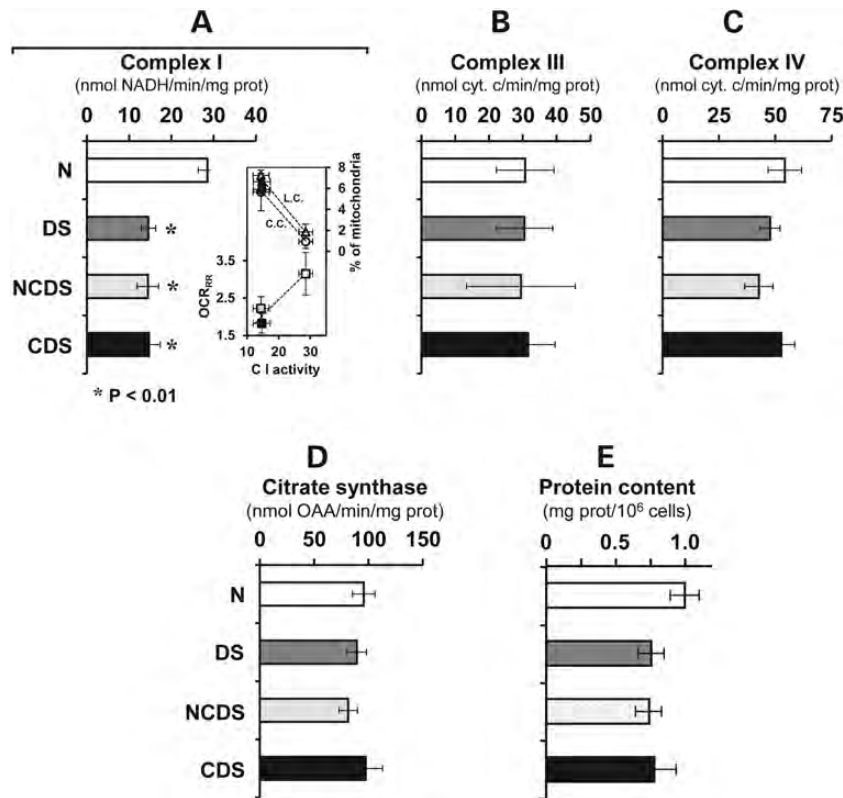 A
Complex I
(nmol NADH/min/mg prot)
0 10 20 30 40
N
DS *
NCDS *
CDS *
* P < 0.01
8
6
4
2
0
% of mitochondria
L.C.
C.C.
3.5
2.5
1.5
OCR_RR
10 20 30
C I activity
B
Complex III
(nmol cyt. c/min/mg prot)
0 10 20 30 40 50
C
Complex IV
(nmol cyt. c/min/mg prot)
0 25 50 75
D
Citrate synthase
(nmol OAA/min/mg prot)
0 50 100 150
N
DS
NCDS
CDS
E
Protein content
(mg prot/10⁶ cells)
0 0.5 1.0